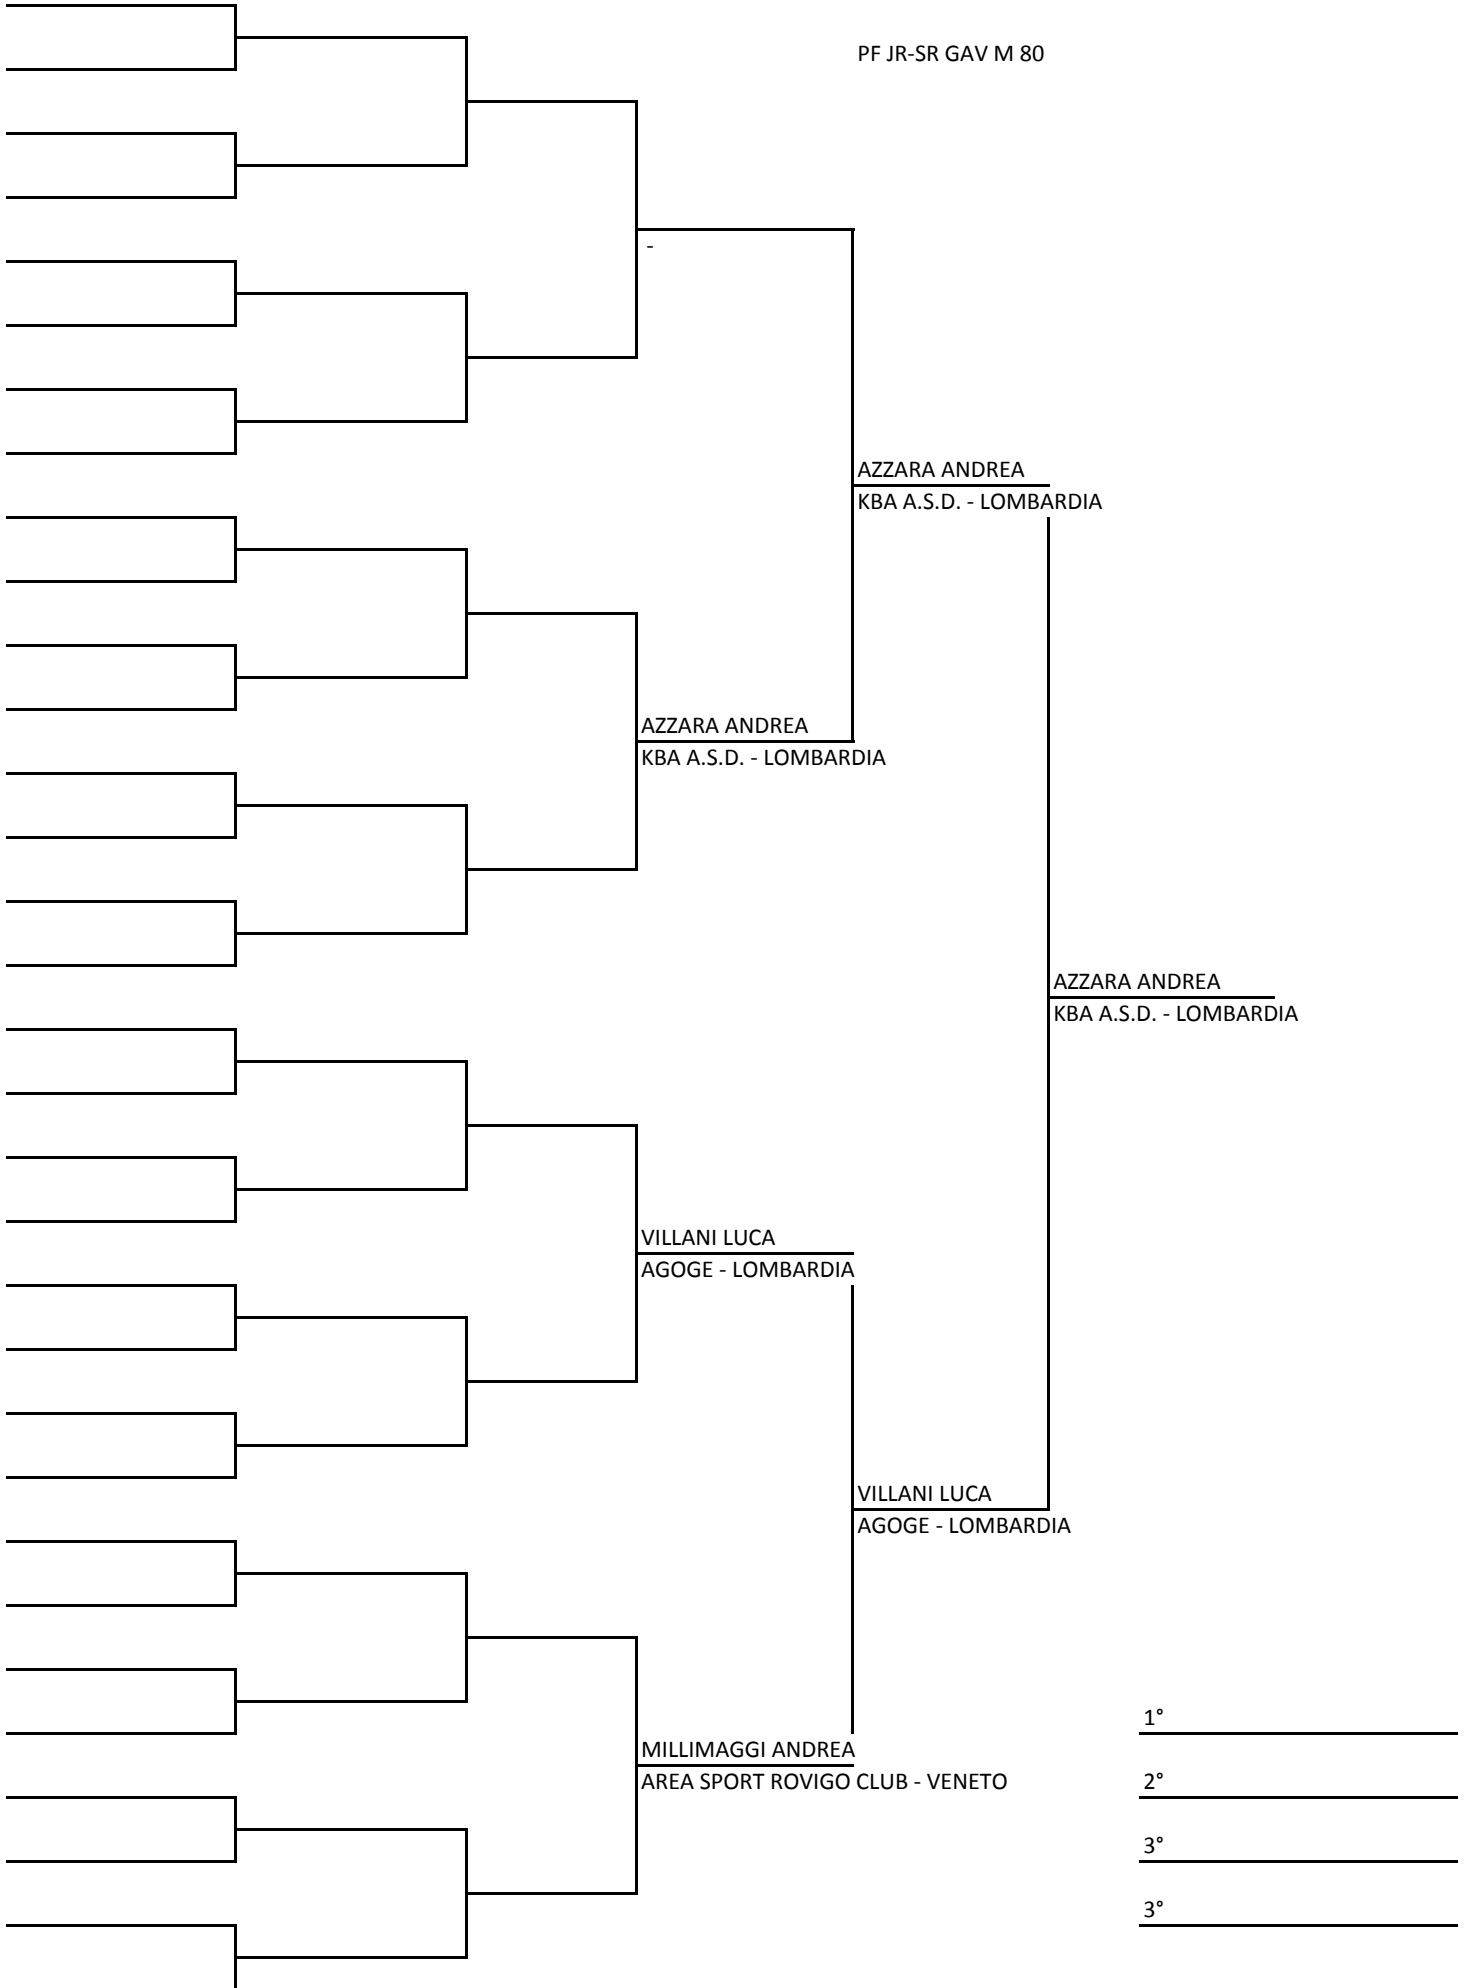 PF JR-SR GAV M 80
-
AZZARA ANDREA
KBA A.S.D. - LOMBARDIA
AZZARA ANDREA
KBA A.S.D. - LOMBARDIA
AZZARA ANDREA
KBA A.S.D. - LOMBARDIA
VILLANI LUCA
AGOGE - LOMBARDIA
VILLANI LUCA
AGOGE - LOMBARDIA
1°
MILLIMAGGI ANDREA
AREA SPORT ROVIGO CLUB - VENETO
2°
3°
3°